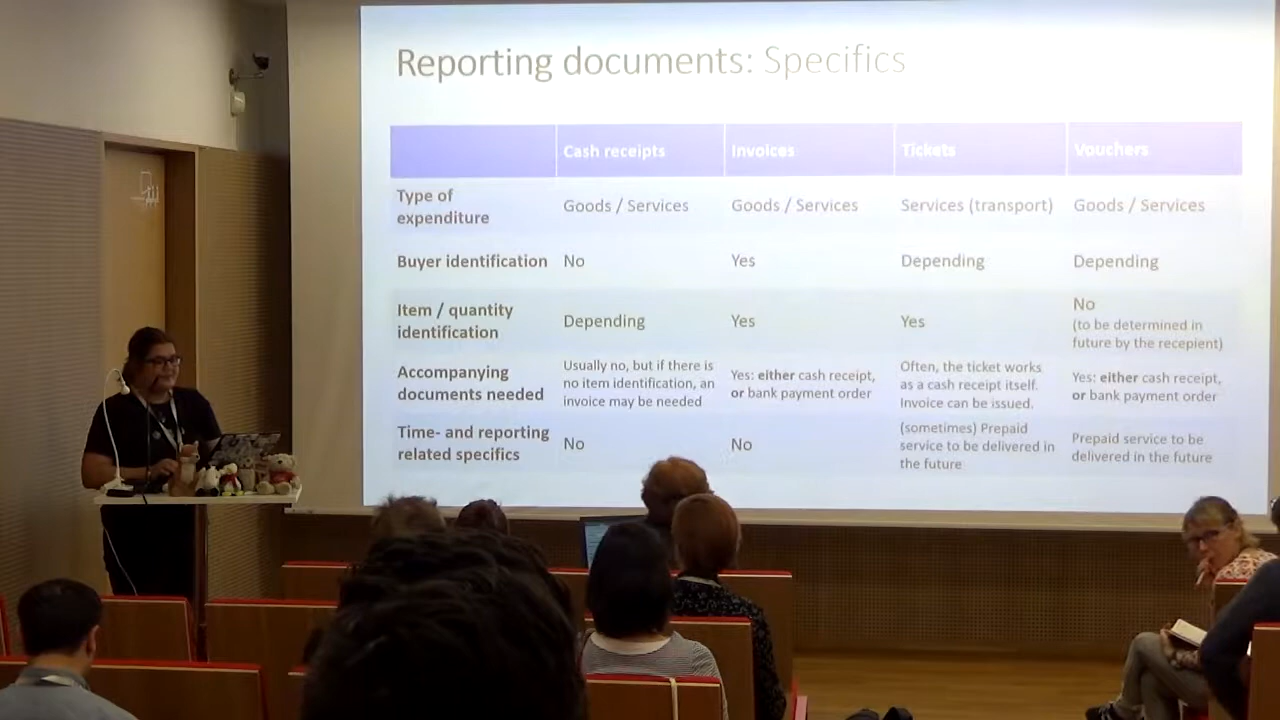 Reporting documents: Specifics
Cash receipts Invoices Tickets Vouchers
Type of
expenditure
Goods / Services
Goods / Services
Services (transport)
Goods / Services
Buyer identification
No
Yes
Depending
Depending
Item / quantity
identification
Depending
Yes
Yes
No
(to be determined in
future by the recepient)
Accompanying
documents needed
Usually no, but if there is
no item identification, an
invoice may be needed
Yes: either cash receipt,
or bank payment order
Often, the ticket works
as a cash receipt itself.
Invoice can be issued.
Yes: either cash receipt,
or bank payment order
Time- and reporting
related specifics
No
No
(sometimes) Prepaid
service to be delivered in
the future
Prepaid service to be
delivered in the future